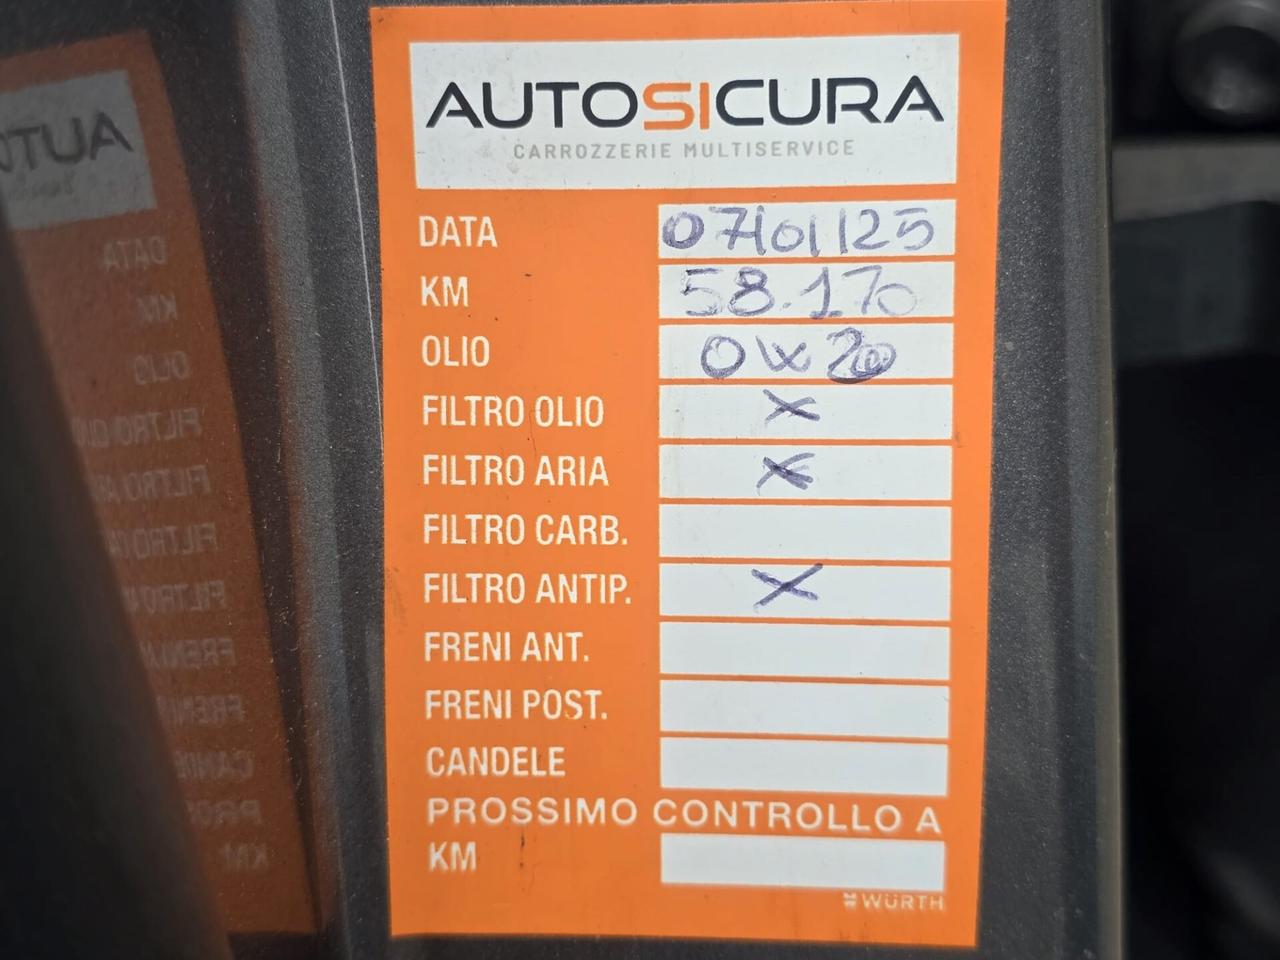 AUTOSICURA
CARROZZERIE MULTISERVICE
DATA 07/01/25
KM 58.170
OLIO 0W20
FILTRO OLIO X
FILTRO ARIA X
FILTRO CARB.
FILTRO ANTIP. X
FRENI ANT.
FRENI POST.
CANDELE
PROSSIMO CONTROLLO A
KM
WÜRTH